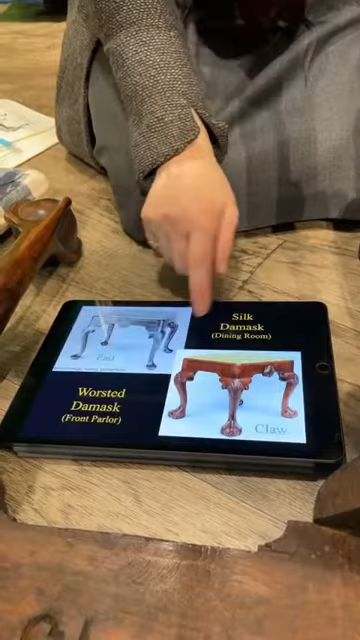 Silk
Damask
(Dining Room)
Pad
Worsted
Damask
(Front Parlor)
Claw